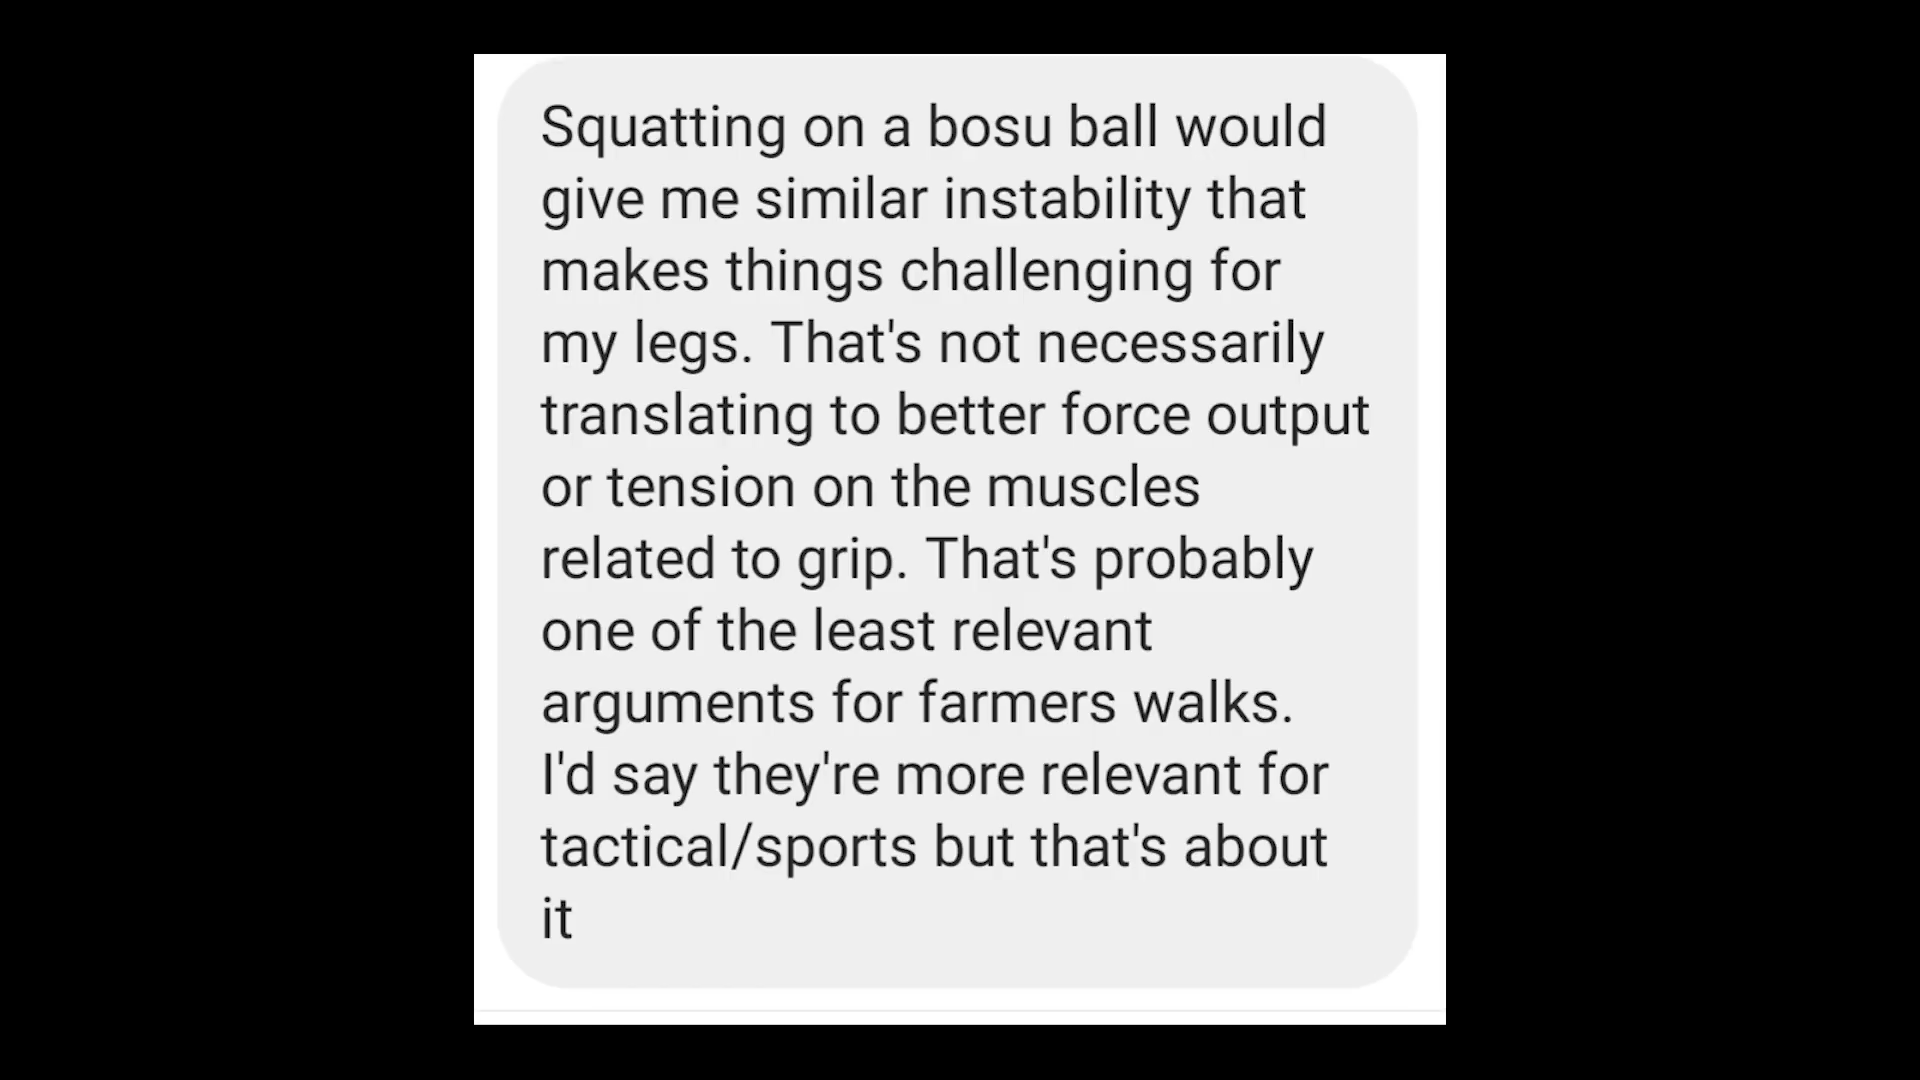 Squatting on a bosu ball would
give me similar instability that
makes things challenging for
my legs. That's not necessarily
translating to better force output
or tension on the muscles
related to grip. That's probably
one of the least relevant
arguments for farmers walks.
I'd say they're more relevant for
tactical/sports but that's about
it